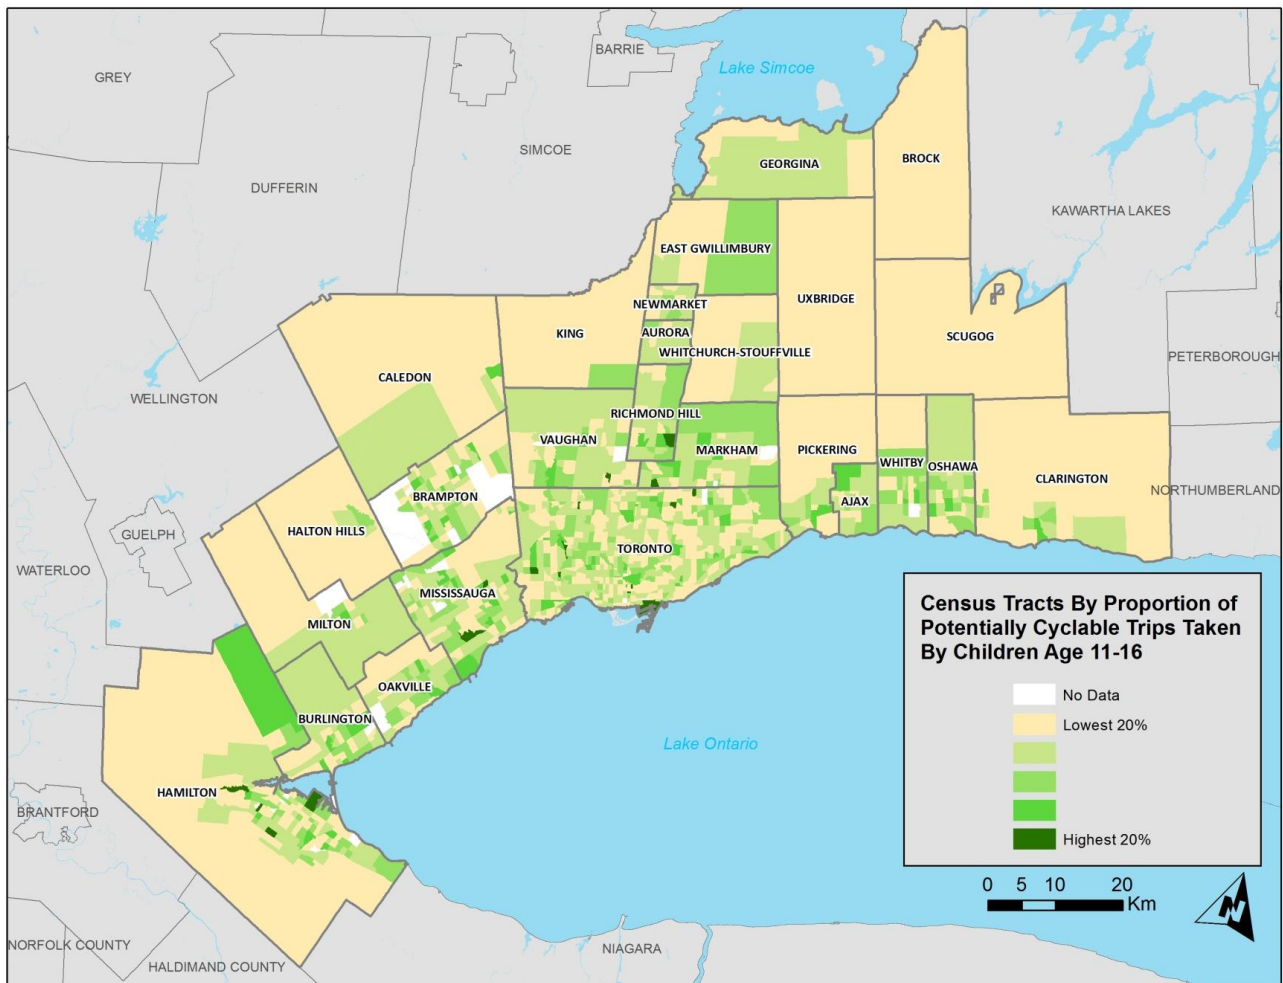 BARRIE
GREY
Lake Simcoe
SIMCOE
GEORGINA
BROCK
DUFFERIN
KAWARTHA LAKES
EAST GWILLIMBURY
UXBRIDGE
NEWMARKET
KING
AURORA
SCUGOG
WHITCHURCH-STOUFFVILLE
PETERBOROUGH
CALEDON
WELLINGTON
RICHMOND HILL
VAUGHAN
MARKHAM
PICKERING
WHITBY
OSHAWA
CLARINGTON
BRAMPTON
NORTHUMBERLAND
AJAX
HALTON HILLS
GUELPH
TORONTO
WATERLOO
MISSISSAUGA
MILTON
OAKVILLE
BURLINGTON
Lake Ontario
HAMILTON
BRANTFORD
NORFOLK COUNTY
HALDIMAND COUNTY
NIAGARA
Census Tracts By Proportion of
Potentially Cyclable Trips Taken
By Children Age 11-16
No Data
Lowest 20%
Highest 20%
0 5 10 20
Km
N